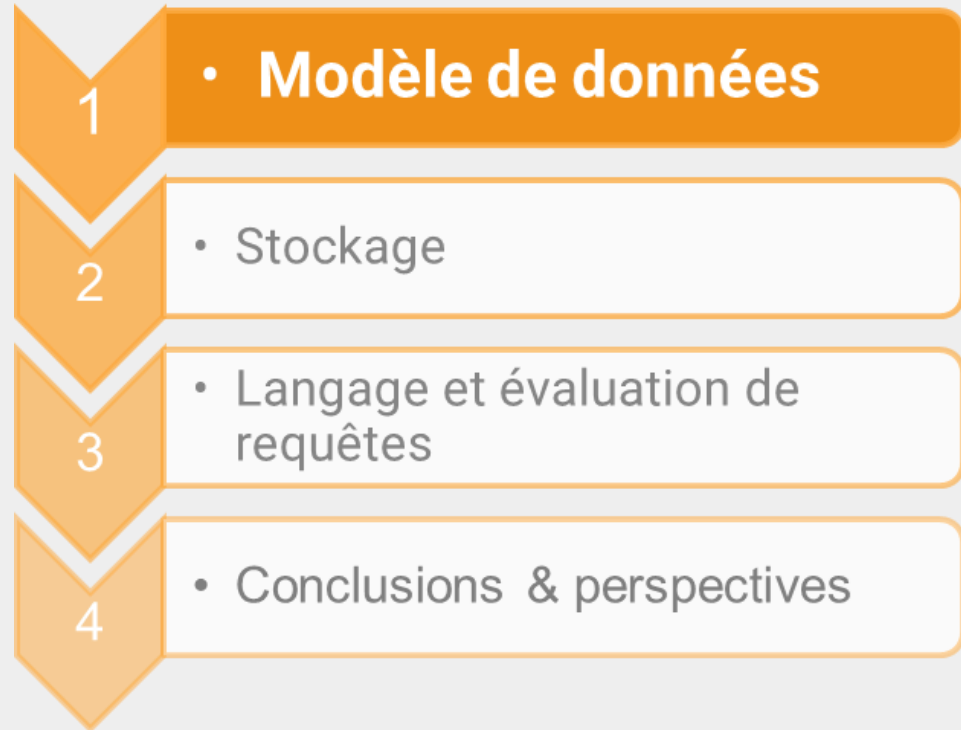 1
• Modèle de données
2
• Stockage
3
• Langage et évaluation de
requêtes
4
• Conclusions & perspectives